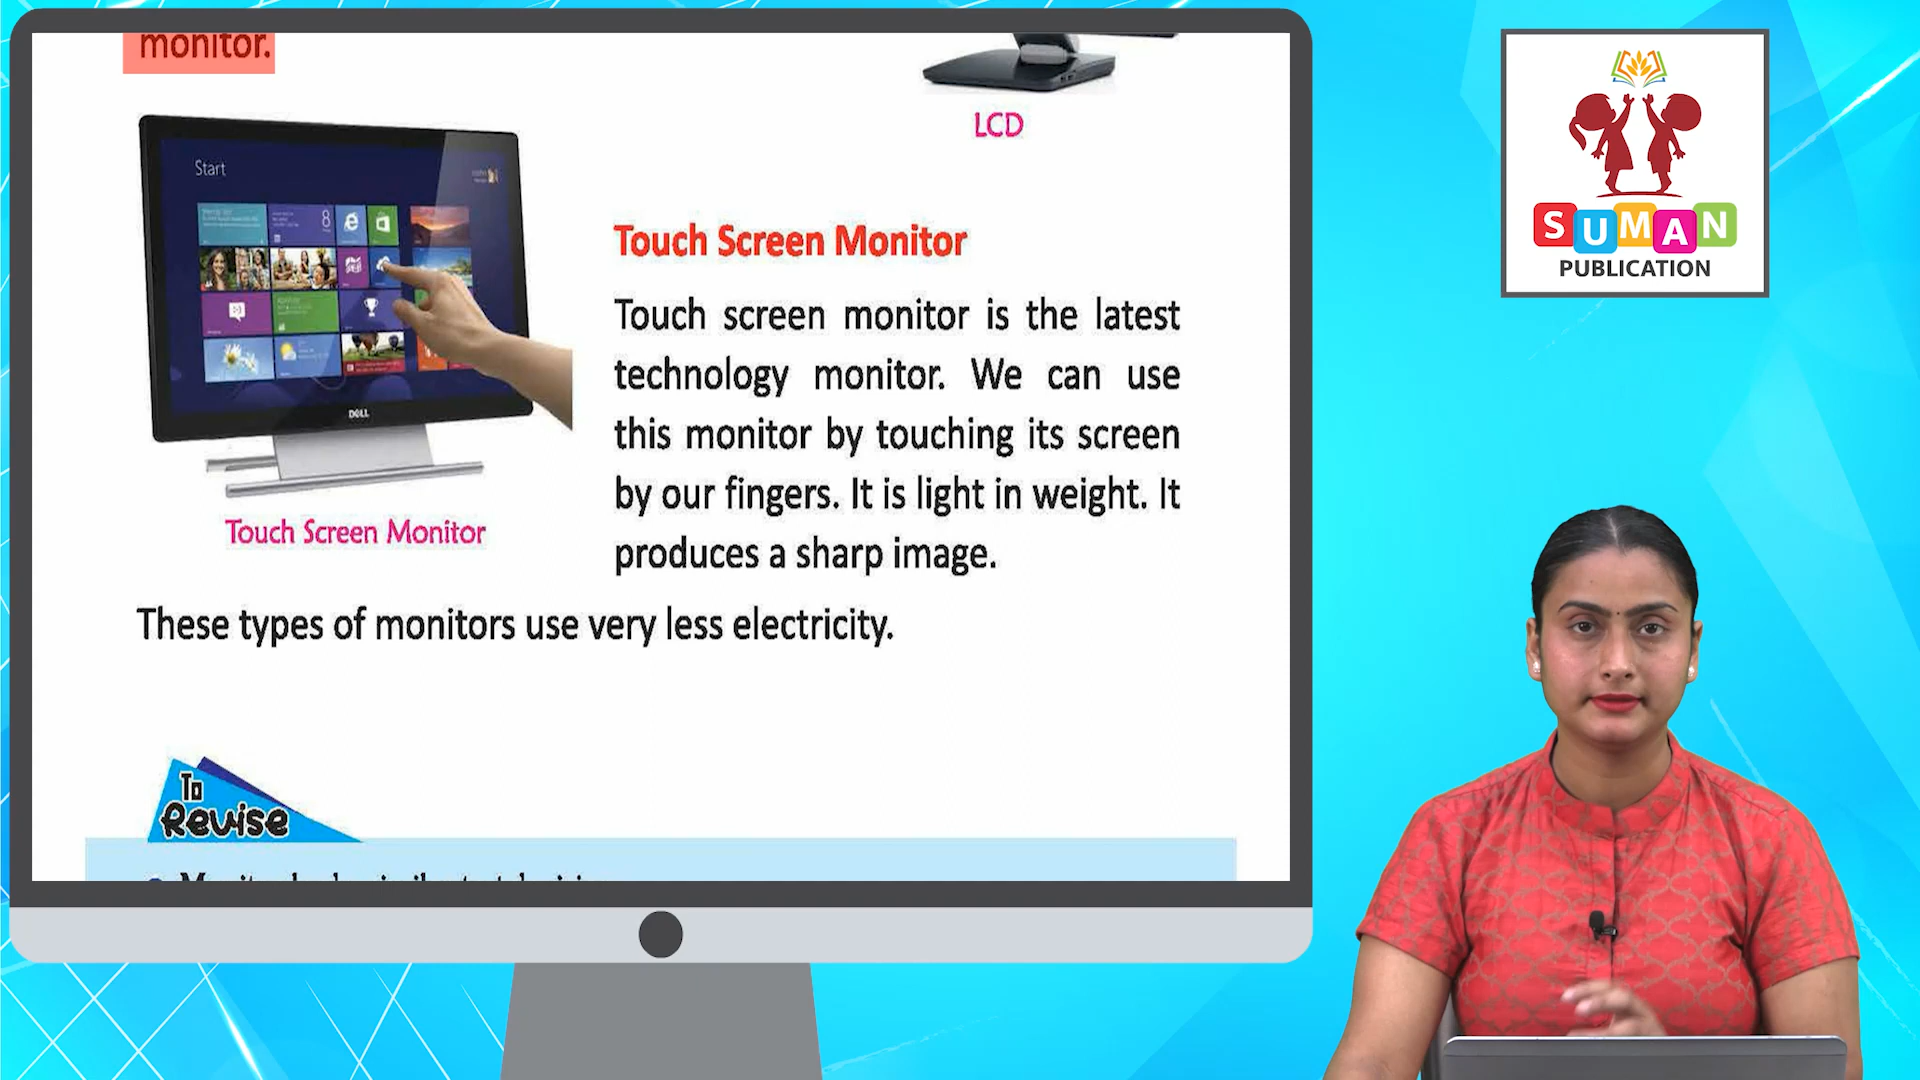 monitor.
LCD
Start
8
DELL
Touch Screen Monitor
Touch Screen Monitor
Touch screen monitor is the latest
technology monitor. We can use
this monitor by touching its screen
by our fingers. It is light in weight. It
produces a sharp image.
These types of monitors use very less electricity.
To
Revise
SUMAN
PUBLICATION